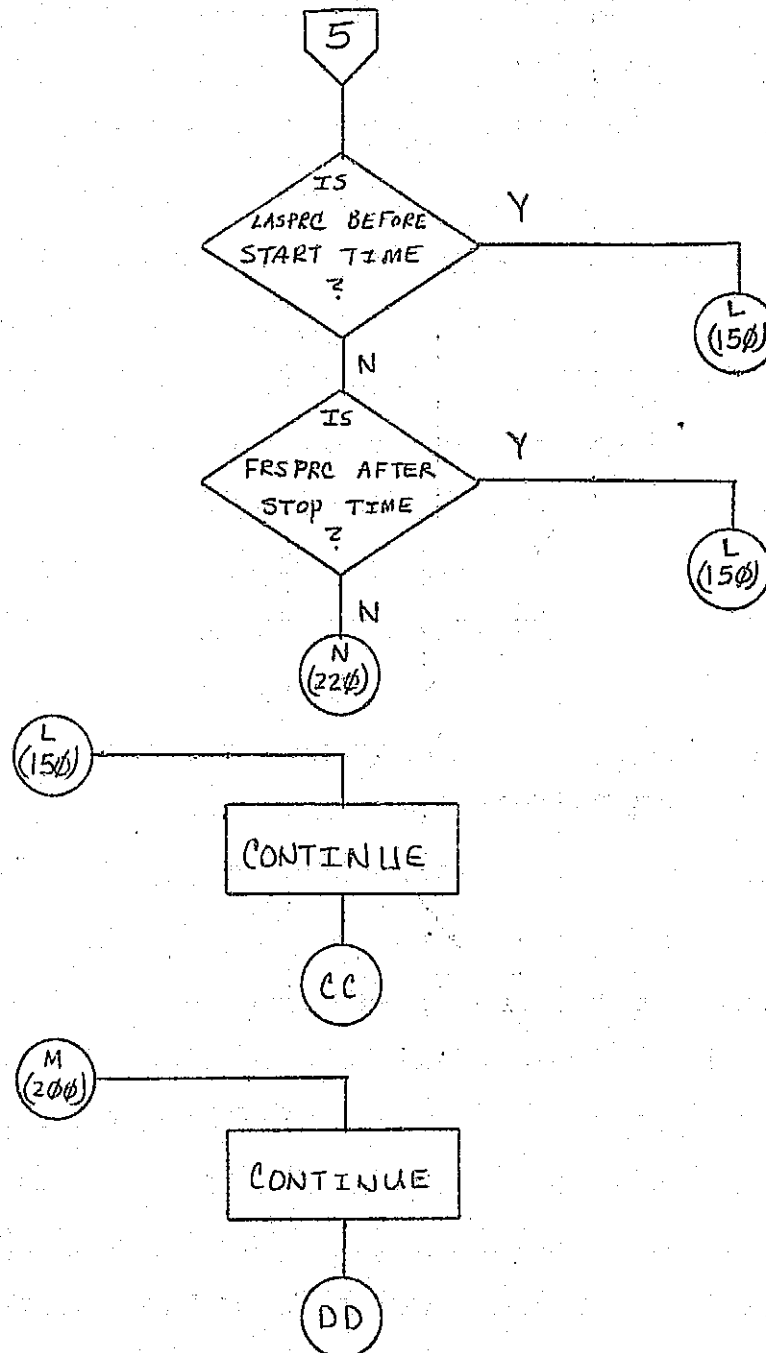 5
IS
LASPRC BEFORE
START TIME
?
Y
L
(15Ø)
N
IS
FRSPRC AFTER
STOP TIME
?
Y
L
(15Ø)
N
N
(22Ø)
L
(15Ø)
CONTINUE
CC
M
(2ØØ)
CONTINUE
DD